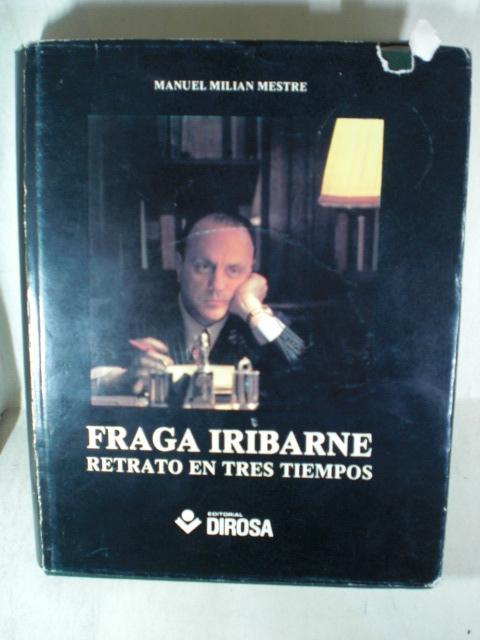 MANUEL MILIAN MESTRE
FRAGA IRIBARNE
RETRATO EN TRES TIEMPOS
EDITORIAL
DIROSA